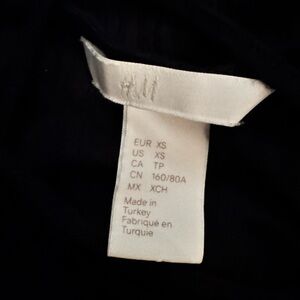 EUR XS
US XS
CA TP
CN 160/80A
MX XCH
Made in
Turkey
Fabriqué en
Turquie